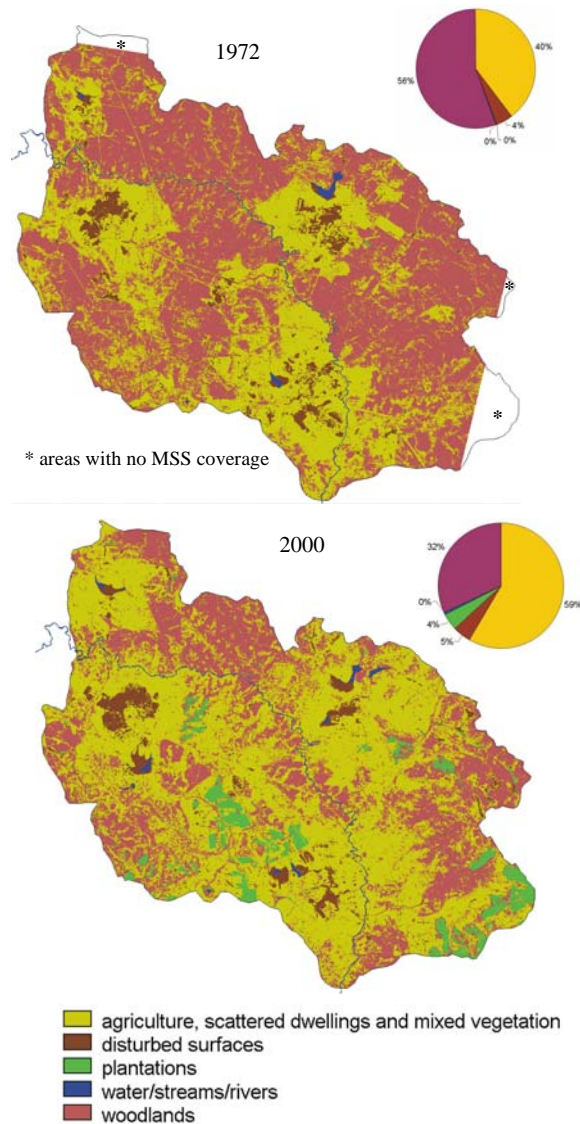 *
1972
40%
56%
4%
0%
0%
*
*
* areas with no MSS coverage
2000
32%
59%
0%
4%
5%
agriculture, scattered dwellings and mixed vegetation
disturbed surfaces
plantations
water/streams/rivers
woodlands